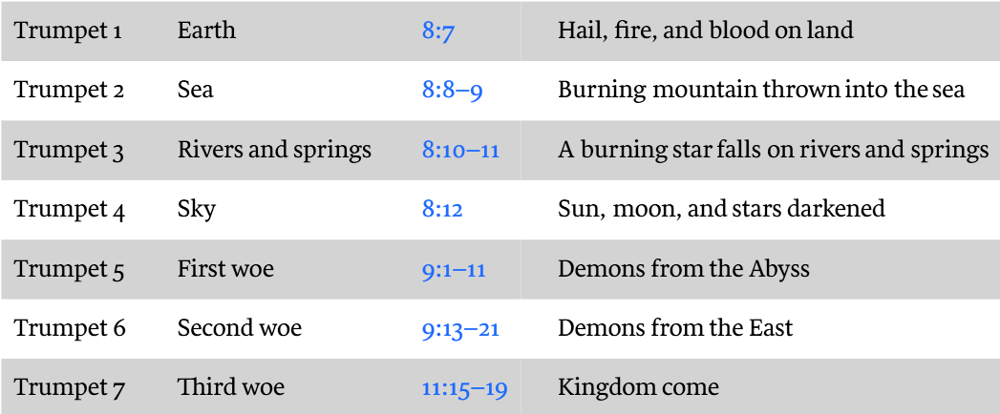 Trumpet 1 Earth 8:7 Hail, fire, and blood on land
Trumpet 2 Sea 8:8–9 Burning mountain thrown into the sea
Trumpet 3 Rivers and springs 8:10–11 A burning star falls on rivers and springs
Trumpet 4 Sky 8:12 Sun, moon, and stars darkened
Trumpet 5 First woe 9:1–11 Demons from the Abyss
Trumpet 6 Second woe 9:13–21 Demons from the East
Trumpet 7 Third woe 11:15–19 Kingdom come